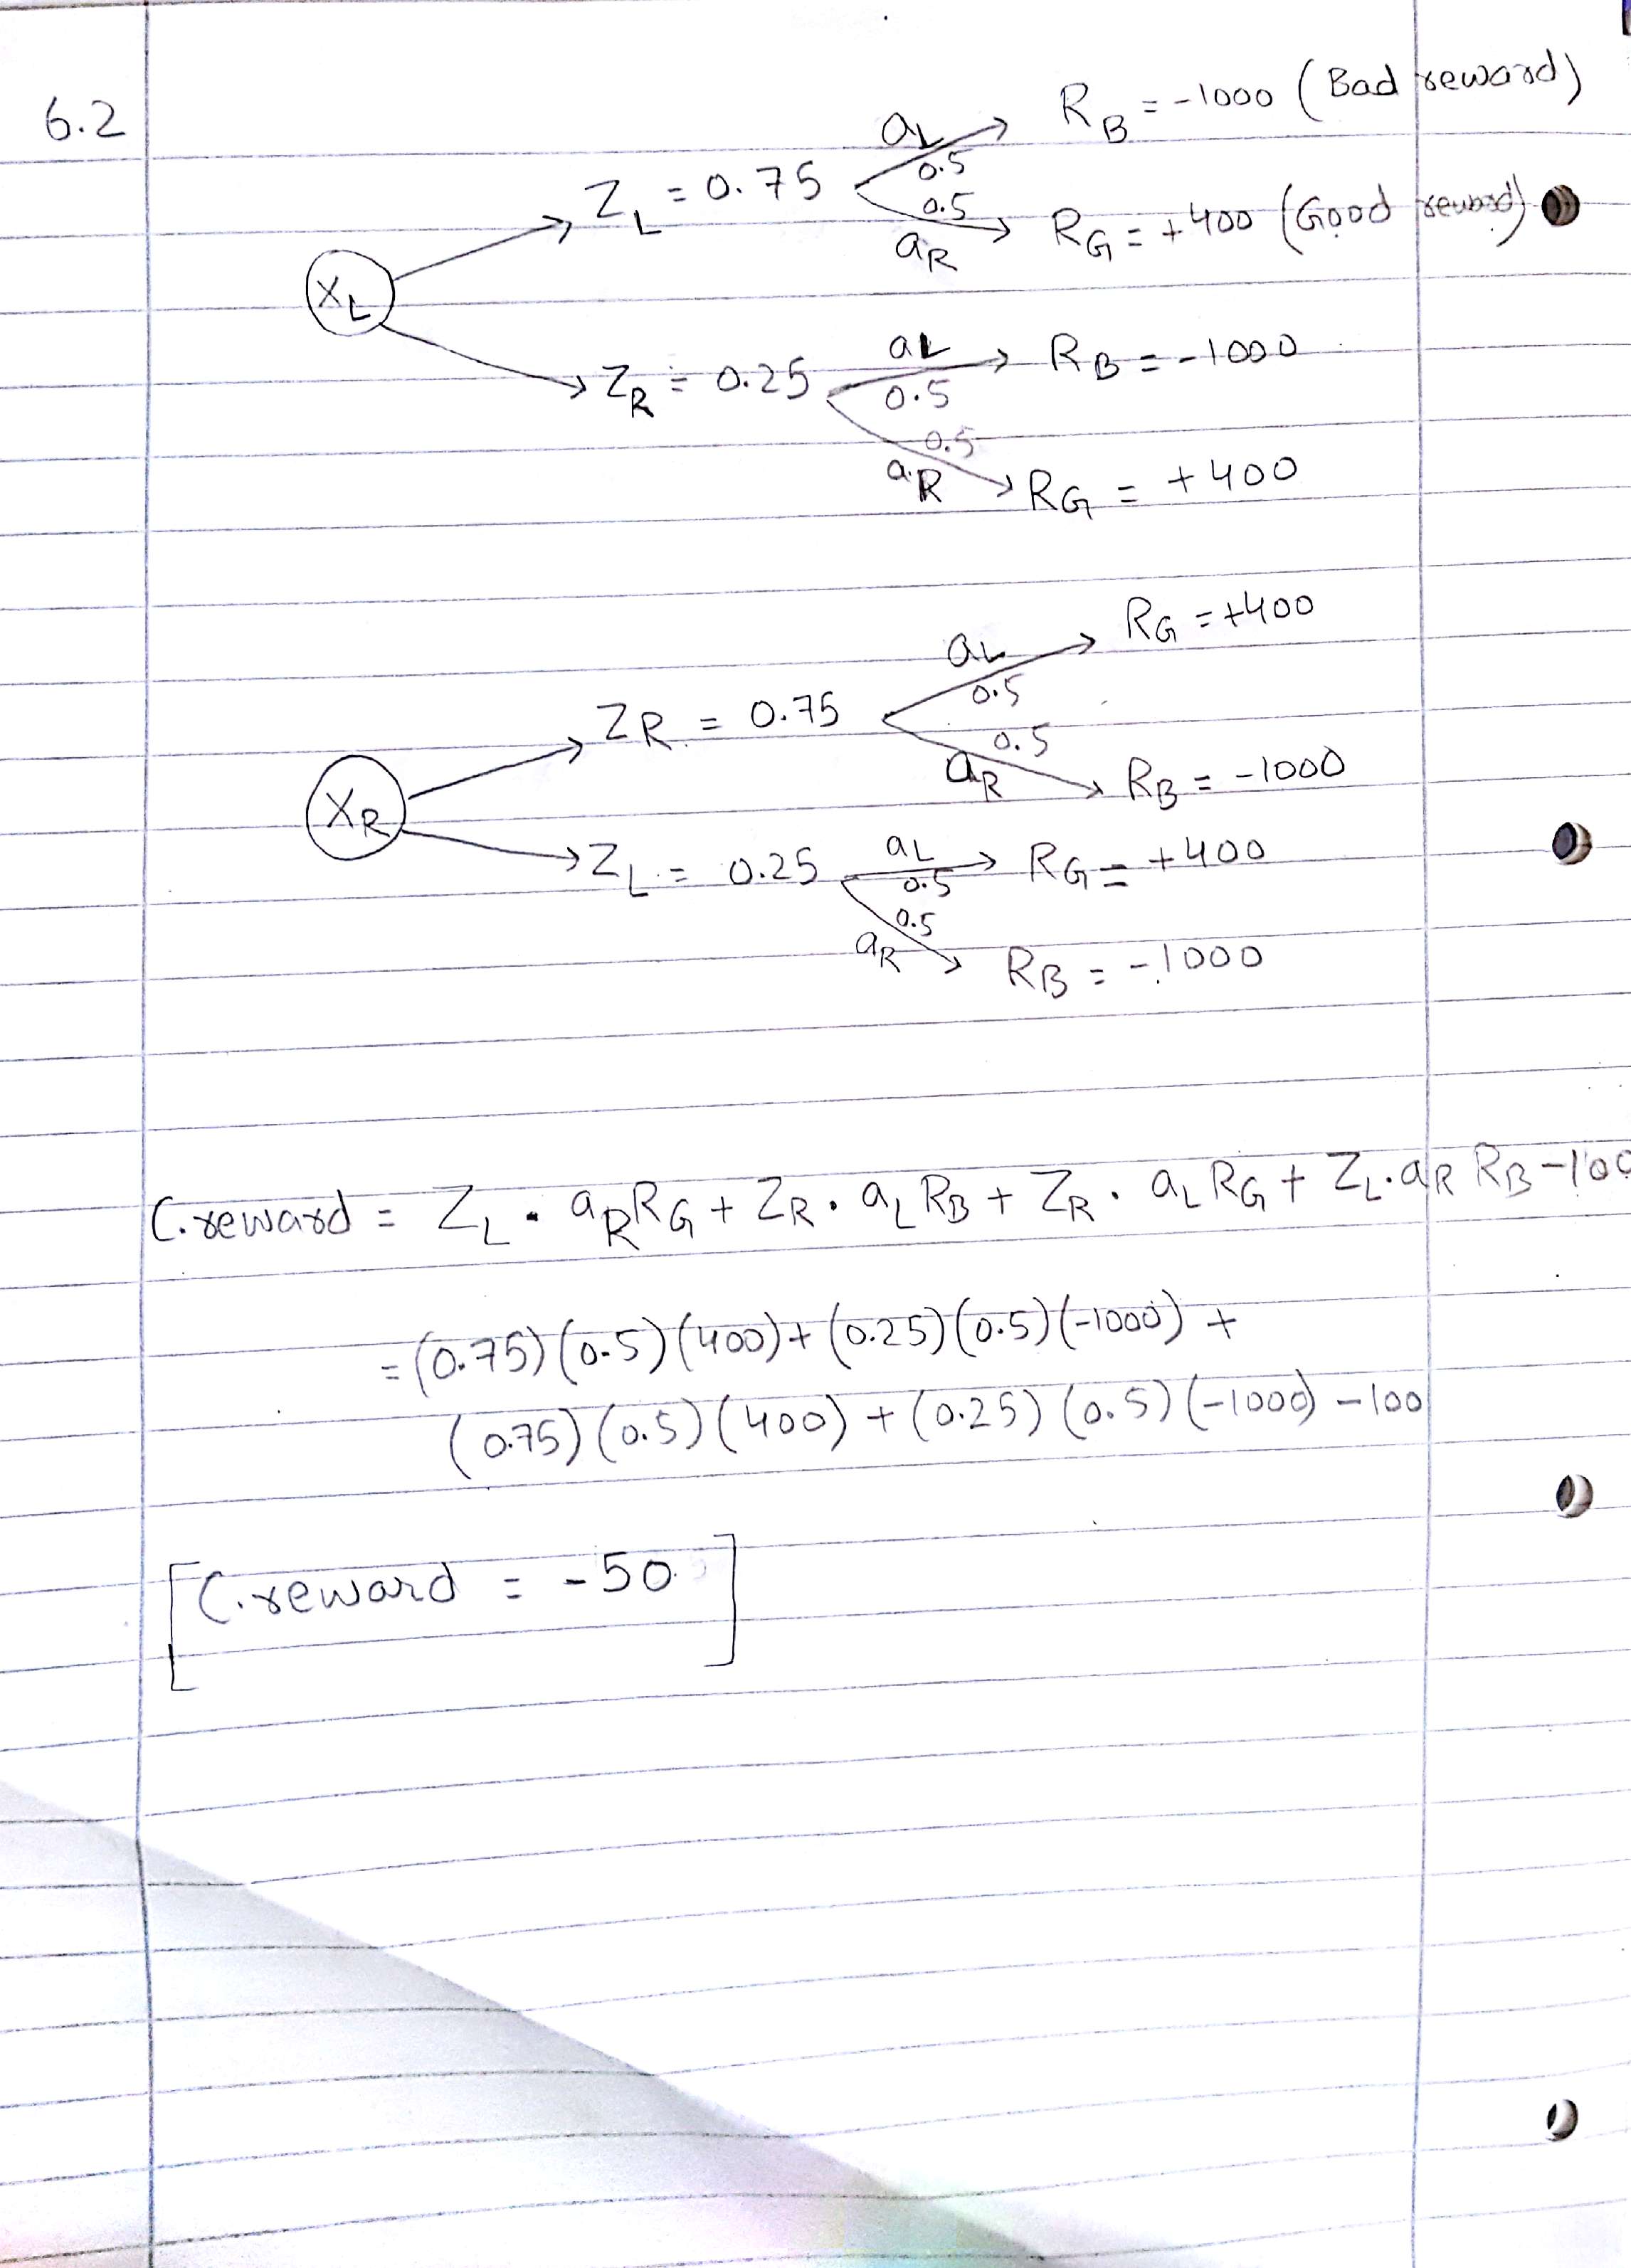 6.2
a_L R_B = -1000 (Bad reward)
Z_L = 0.75 0.5
0.5
a_R R_G = +400 (Good reward)
X_L
a_L R_B = -1000
Z_R = 0.25 0.5
0.5
a_R R_G = +400
a_L R_G = +400
0.5
Z_R = 0.75
0.5
a_R R_B = -1000
X_R
Z_L = 0.25 a_L R_G = +400
0.5
0.5
a_R R_B = -1000
C.reward = Z_L . a_R R_G + Z_R . a_L R_B + Z_R . a_L R_G + Z_L . a_R R_B -100
= (0.75)(0.5)(400) + (0.25)(0.5)(-1000) +
(0.75)(0.5)(400) + (0.25)(0.5)(-1000) -100
[C.reward = -50]